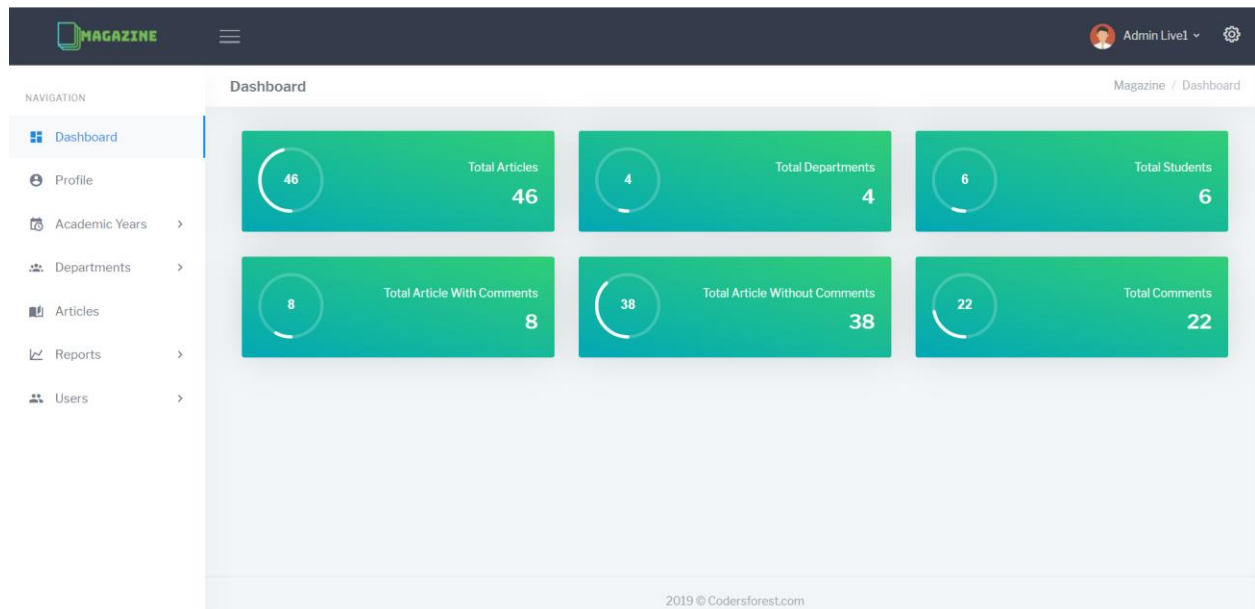 MAGAZINE
Admin Live1
NAVIGATION
Dashboard
Magazine / Dashboard
Dashboard
Profile
Academic Years
Departments
Articles
Reports
Users
46
Total Articles
46
4
Total Departments
4
6
Total Students
6
8
Total Article With Comments
8
38
Total Article Without Comments
38
22
Total Comments
22
2019 © Codersforest.com